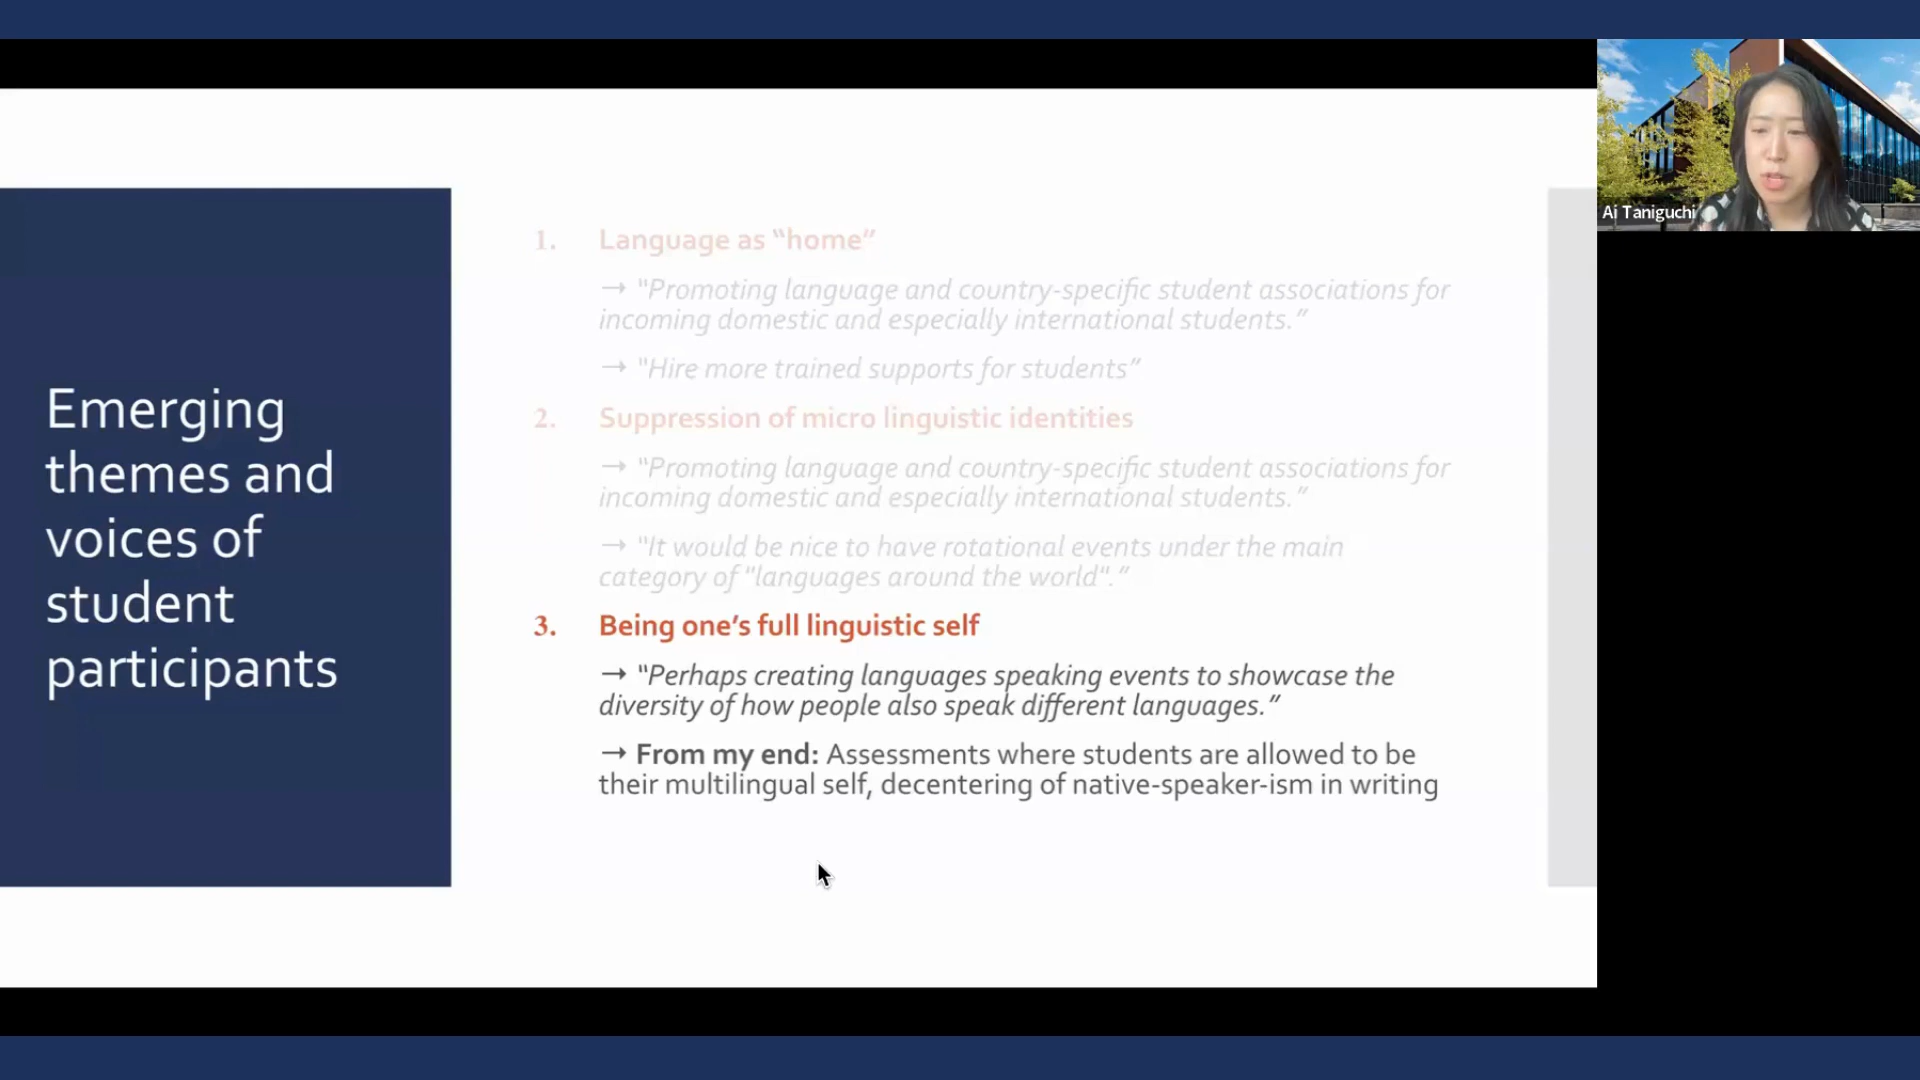 Emerging
themes and
voices of
student
participants
1. Language as “home”
→ “Promoting language and country-specific student associations for
incoming domestic and especially international students.”
→ “Hire more trained supports for students”
2. Suppression of micro linguistic identities
→ “Promoting language and country-specific student associations for
incoming domestic and especially international students.”
→ “It would be nice to have rotational events under the main
category of "languages around the world".”
3. Being one’s full linguistic self
→ “Perhaps creating languages speaking events to showcase the
diversity of how people also speak different languages.”
→ From my end: Assessments where students are allowed to be
their multilingual self, decentering of native-speaker-ism in writing
Ai Taniguchi